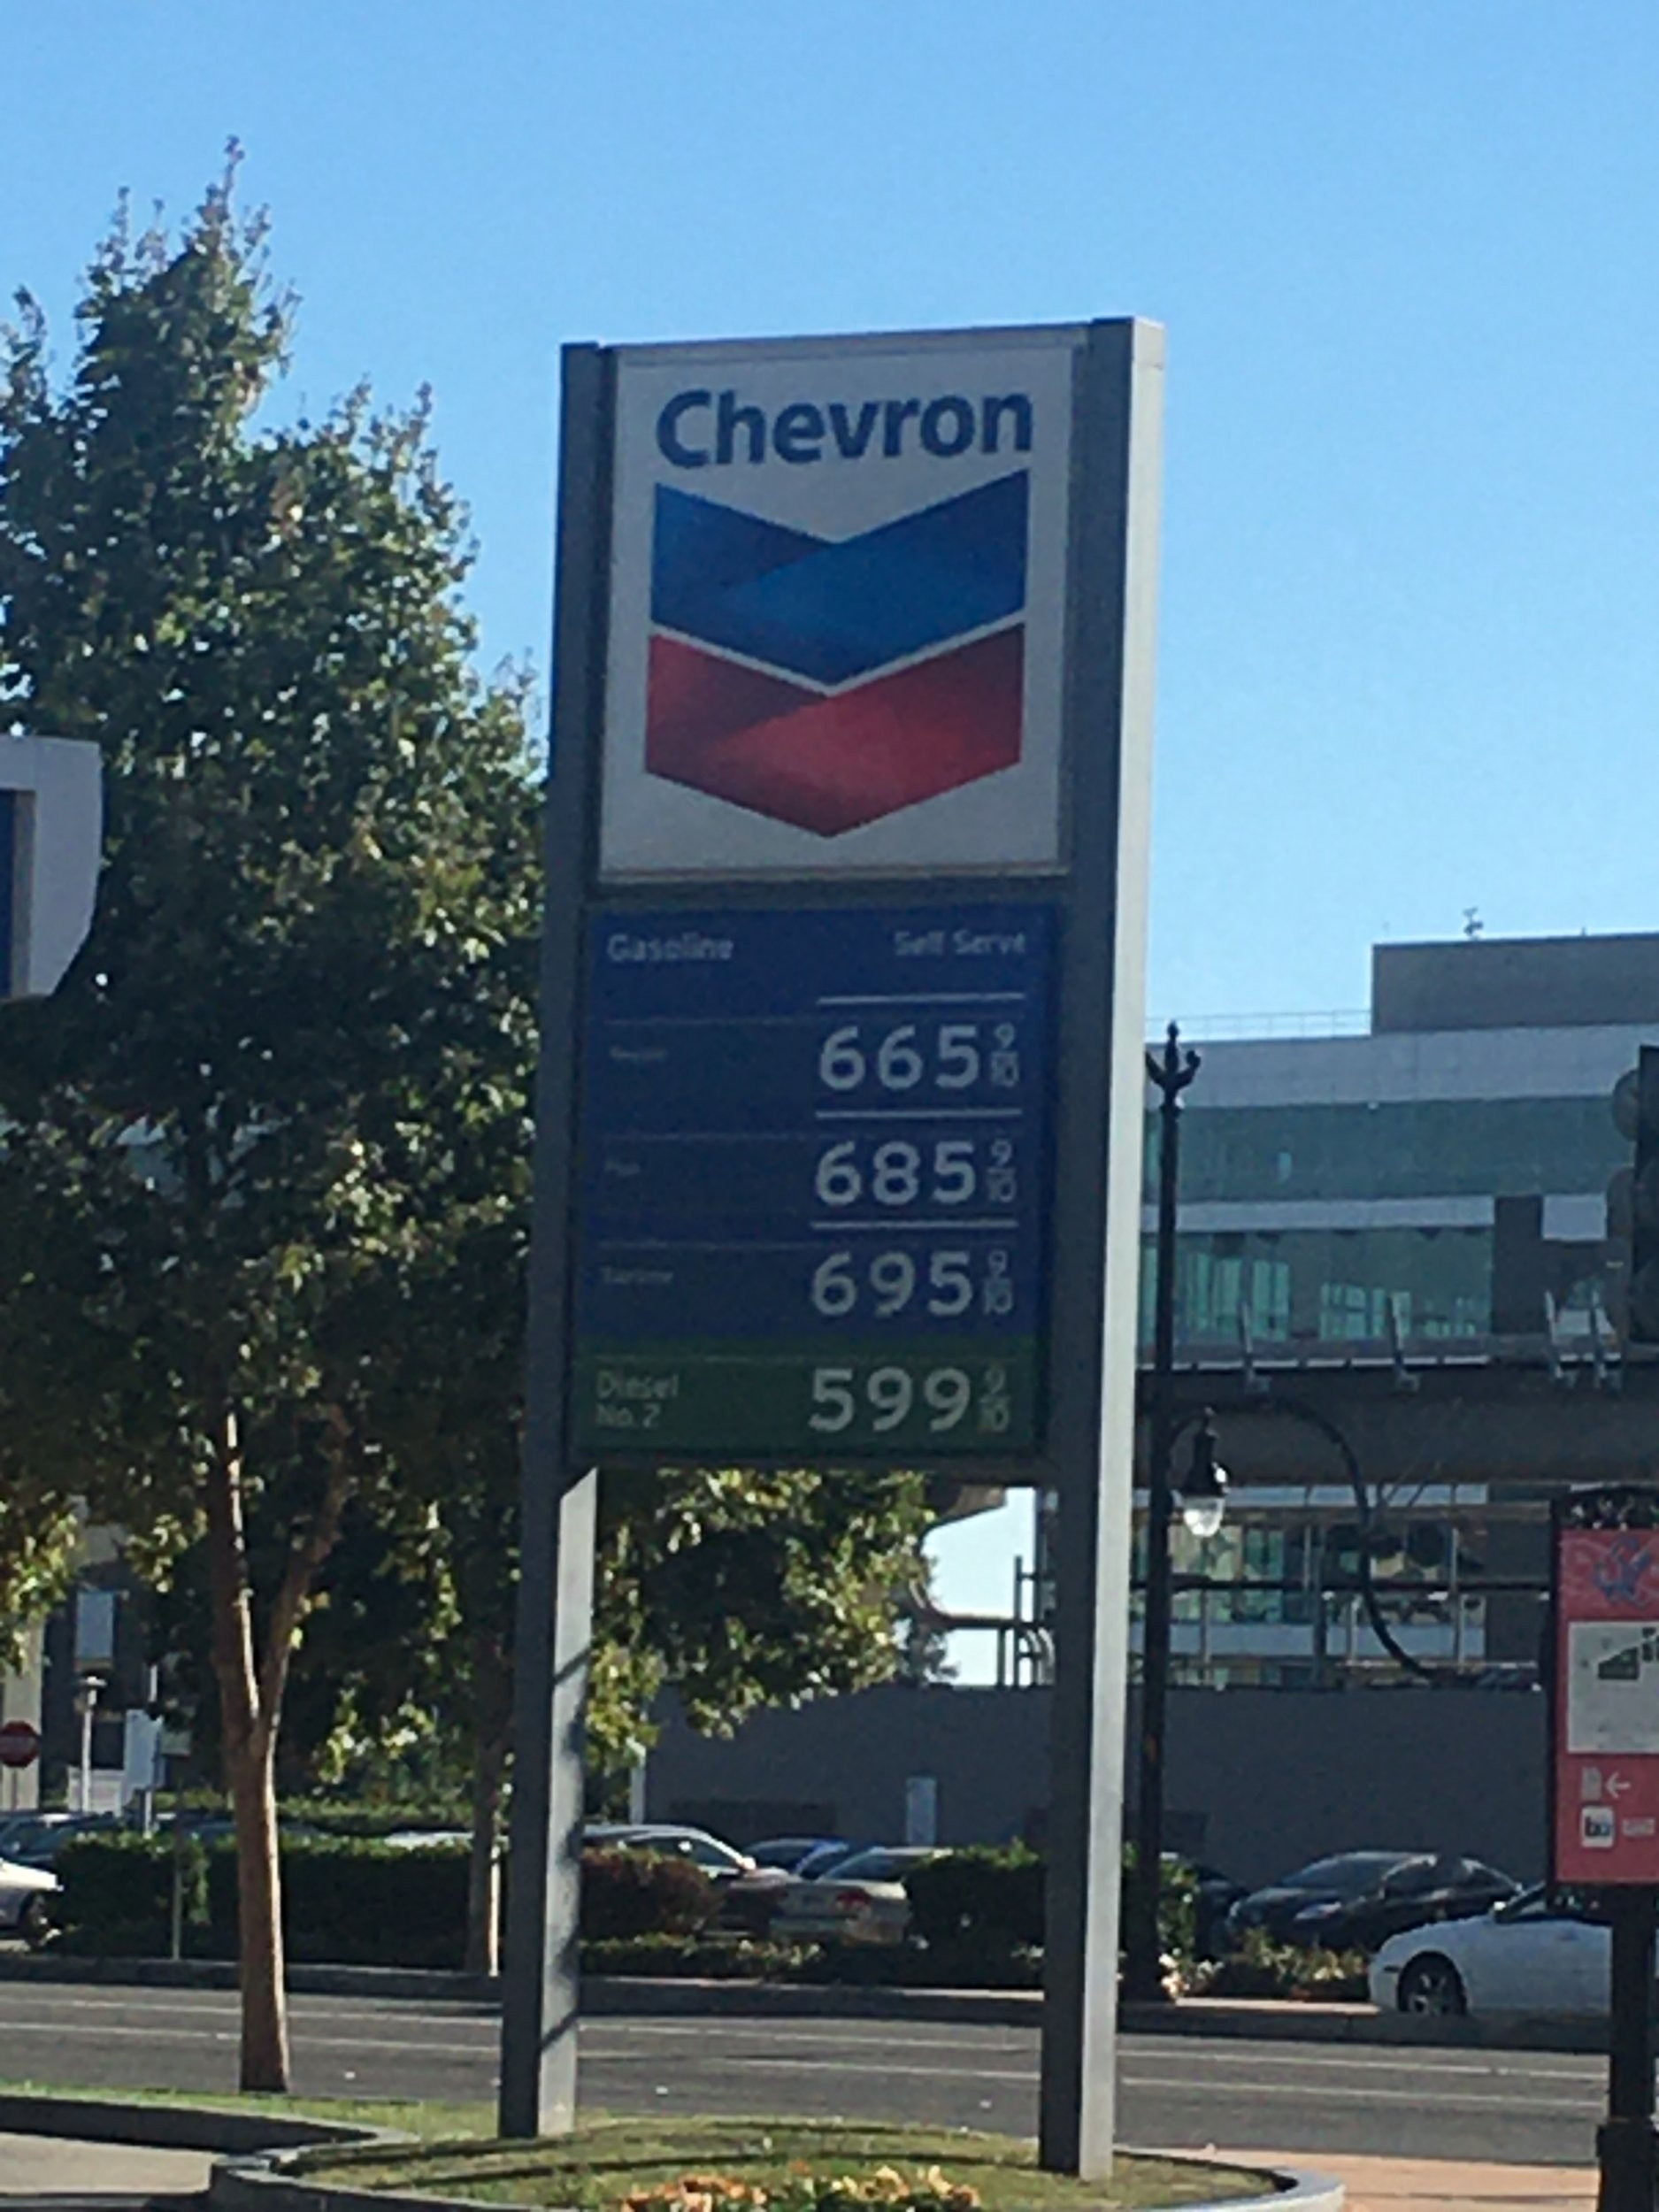 Chevron
Gasoline Self Serve
665 9/10
685 9/10
695 9/10
Diesel No. 2 599 9/10